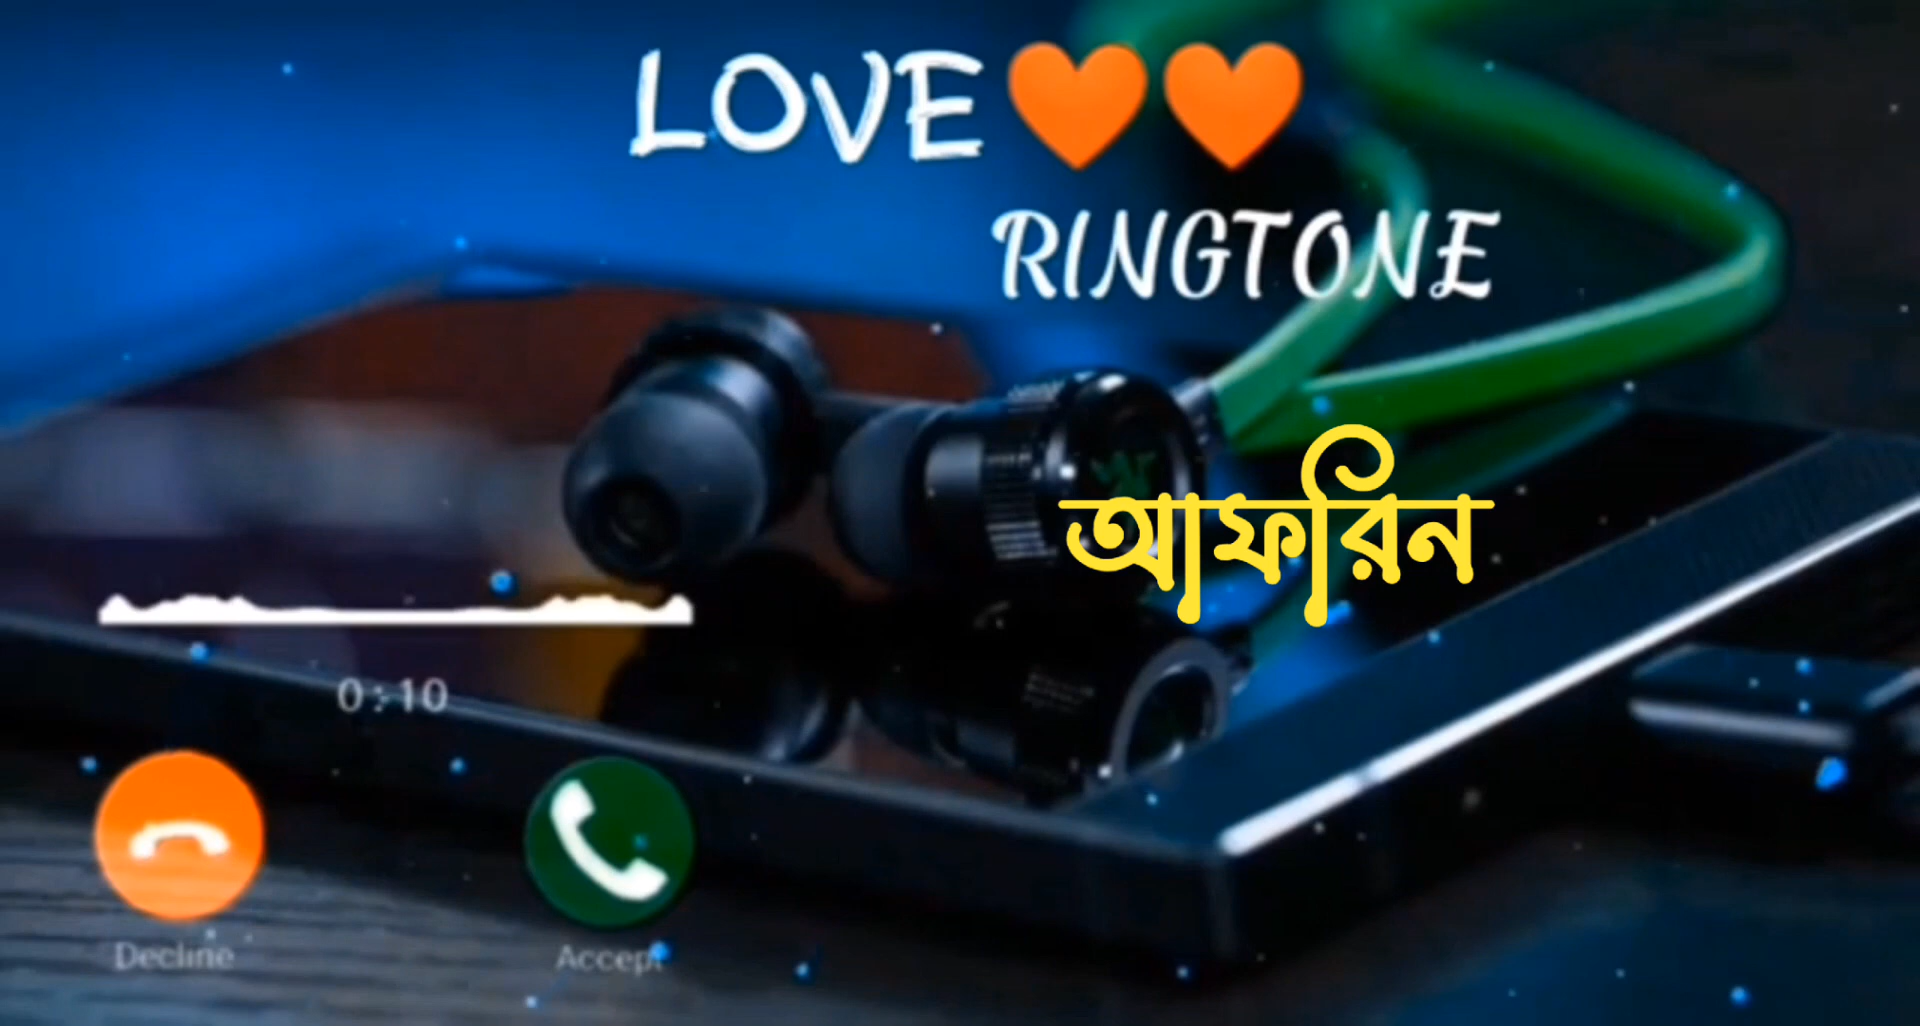 LOVE🧡🧡
RINGTONE
আফরিন
0:10
Decline
Accept